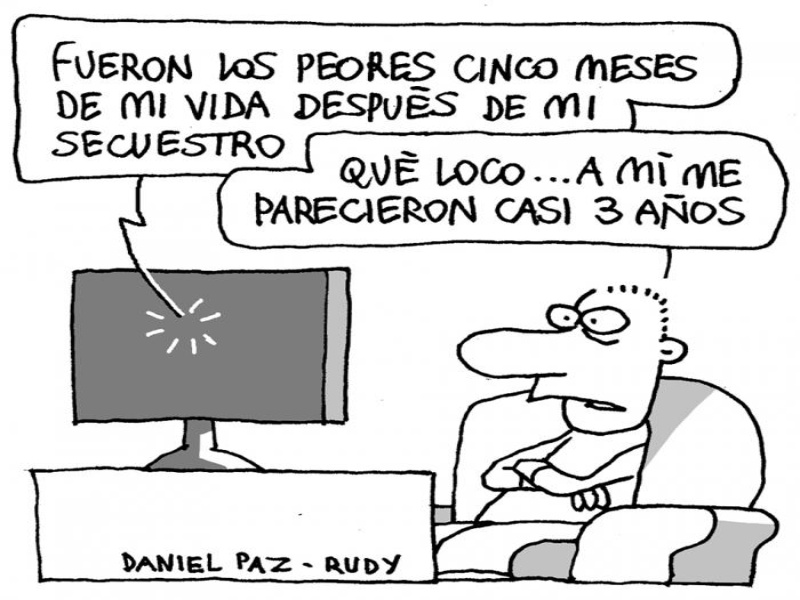 FUERON LOS PEORES CINCO MESES
DE MI VIDA DESPUÈS DE MI
SECUESTRO
QUÈ LOCO... A MÌ ME
PARECIERON CASI 3 AÑOS
DANIEL PAZ - RUDY